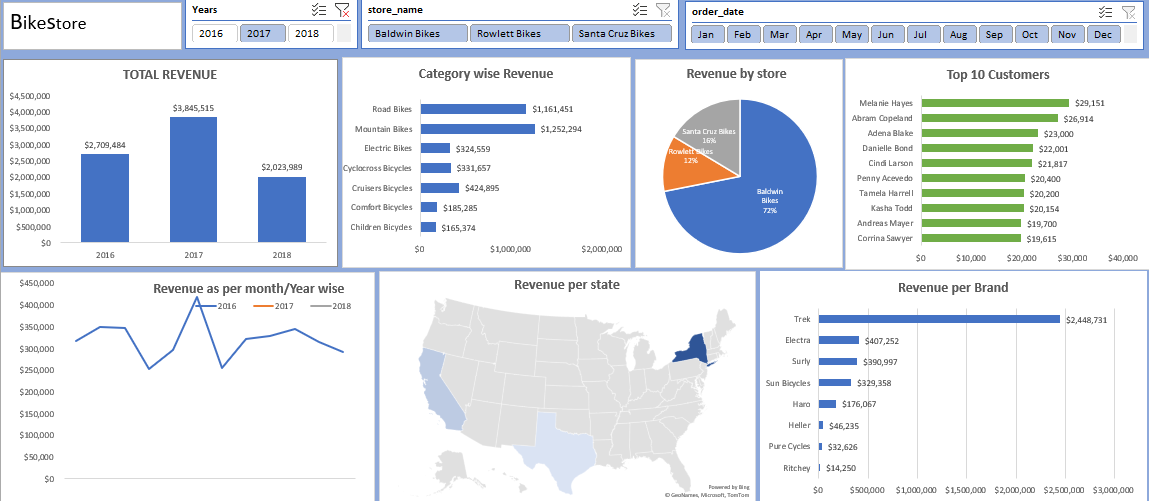 BikeStore
Years
2016 2017 2018
store_name
Baldwin Bikes Rowlett Bikes Santa Cruz Bikes
order_date
Jan Feb Mar Apr May Jun Jul Aug Sep Oct Nov Dec
TOTAL REVENUE
$4,500,000
$4,000,000
$3,500,000
$3,000,000
$2,500,000
$2,000,000
$1,500,000
$1,000,000
$500,000
$0
$2,709,484
$3,845,515
$2,023,989
2016 2017 2018
Category wise Revenue
Road Bikes $1,161,451
Mountain Bikes $1,252,294
Electric Bikes $324,559
Cyclocross Bicycles $331,657
Cruisers Bicycles $424,895
Comfort Bicycles $185,285
Children Bicycles $165,374
$0 $1,000,000 $2,000,000
Revenue by store
Santa Cruz Bikes
16%
Rowlett Bikes
12%
Baldwin
Bikes
72%
Top 10 Customers
Melanie Hayes $29,151
Abram Copeland $26,914
Adena Blake $23,000
Danielle Bond $22,001
Cindi Larson $21,817
Penny Acevedo $20,400
Tamela Harrell $20,200
Kasha Todd $20,154
Andreas Mayer $19,700
Corrina Sawyer $19,615
$0 $10,000 $20,000 $30,000 $40,000
Revenue as per month/Year wise
2016 2017 2018
$450,000
$400,000
$350,000
$300,000
$250,000
$200,000
$150,000
$100,000
$50,000
$0
Revenue per state
Powered by Bing
© GeoNames, Microsoft, TomTom
Revenue per Brand
Trek $2,448,731
Electra $407,252
Surly $390,997
Sun Bicycles $329,358
Haro $176,067
Heller $46,235
Pure Cycles $32,626
Ritchey $14,250
$0 $500,000 $1,000,000 $1,500,000 $2,000,000 $2,500,000 $3,000,000